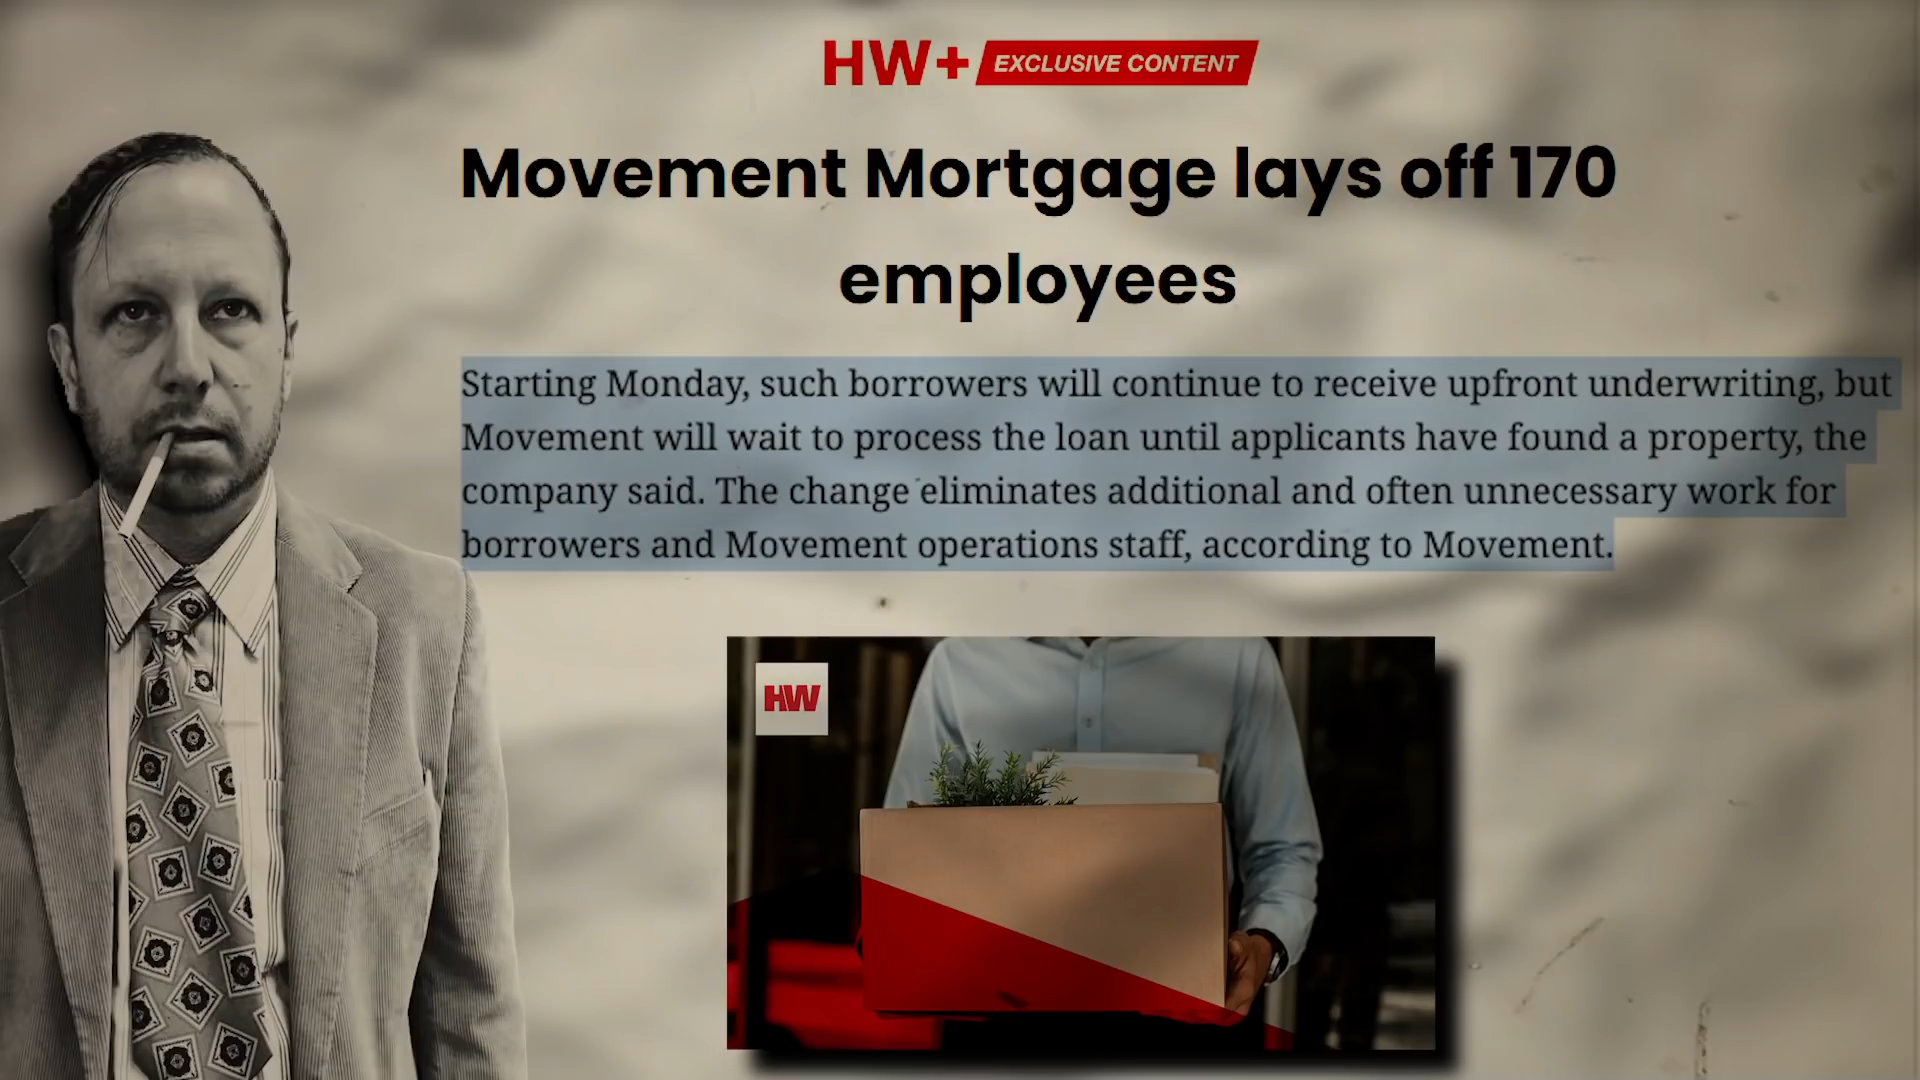 HW+ EXCLUSIVE CONTENT
Movement Mortgage lays off 170
employees
Starting Monday, such borrowers will continue to receive upfront underwriting, but
Movement will wait to process the loan until applicants have found a property, the
company said. The change eliminates additional and often unnecessary work for
borrowers and Movement operations staff, according to Movement.
HW